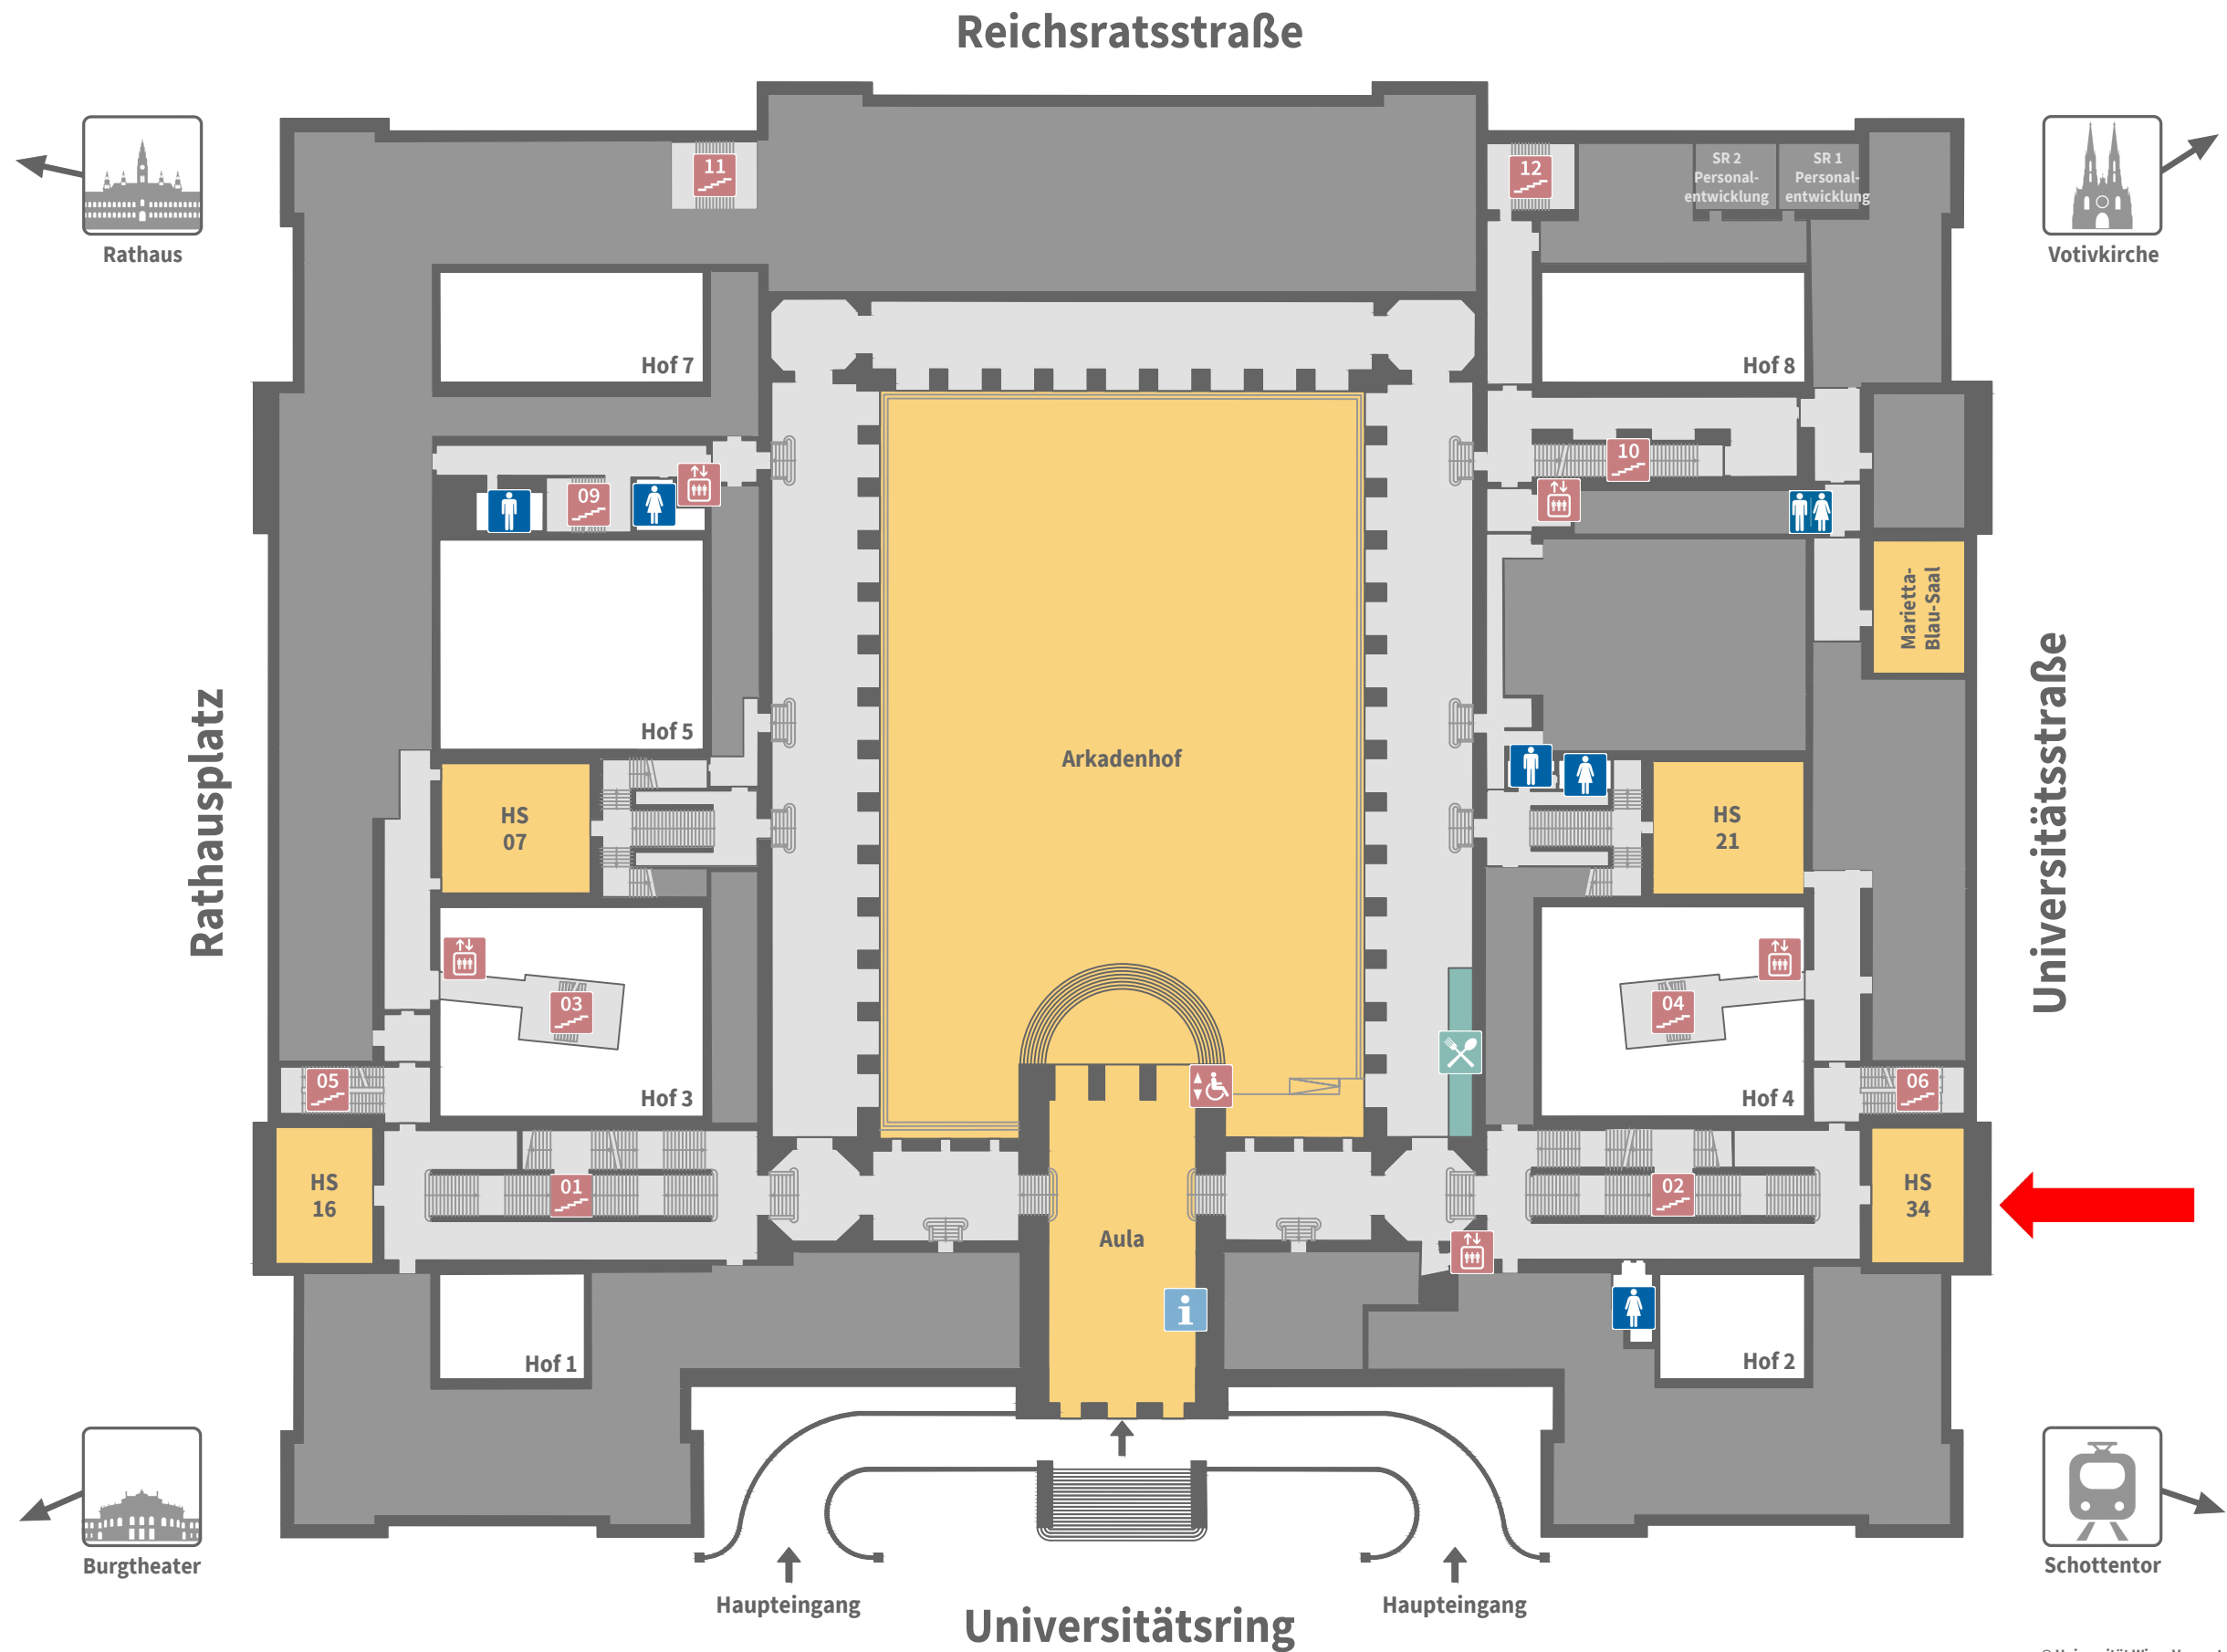 Reichsratsstraße
Rathaus
Votivkirche
11
12
SR 2
Personal-
entwicklung
SR 1
Personal-
entwicklung
Hof 7
Hof 8
09
10
Marietta-
Blau-Saal
Hof 5
Arkadenhof
Rathausplatz
Universitätsstraße
HS
07
HS
21
03
04
Hof 3
Hof 4
05
06
HS
16
01
02
HS
34
Aula
Hof 1
Hof 2
Burgtheater
Schottentor
Haupteingang
Haupteingang
Universitätsring